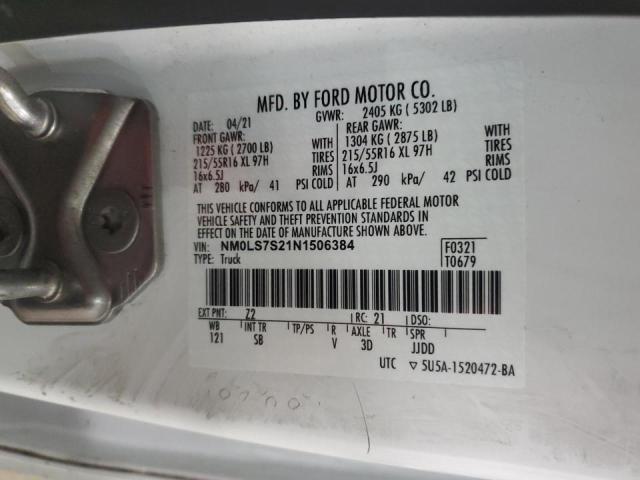 MFD. BY FORD MOTOR CO.
GVWR: 2405 KG (5302 LB)
DATE: 04/21
FRONT GAWR:
1225 KG (2700 LB)
215/55R16 XL 97H
16x6.5J
AT 280 kPa/ 41
WITH
TIRES
RIMS
PSI COLD
REAR GAWR:
1304 KG (2875 LB)
215/55R16 XL 97H
16x6.5J
AT 290 kPa/ 42
WITH
TIRES
RIMS
PSI COLD
THIS VEHICLE CONFORMS TO ALL APPLICABLE FEDERAL MOTOR
VEHICLE SAFETY AND THEFT PREVENTION STANDARDS IN
EFFECT ON THE DATE OF MANUFACTURE SHOWN ABOVE.
VIN: NM0LS7S21N1506384
TYPE: Truck
F0321
T0679
EXT PNT: Z2 RC: 21 DSO:
WB INT TR TP/PS R AXLE TR SPR
121 SB V 3D JJDD
UTC ▽ 5U5A-1520472-BA